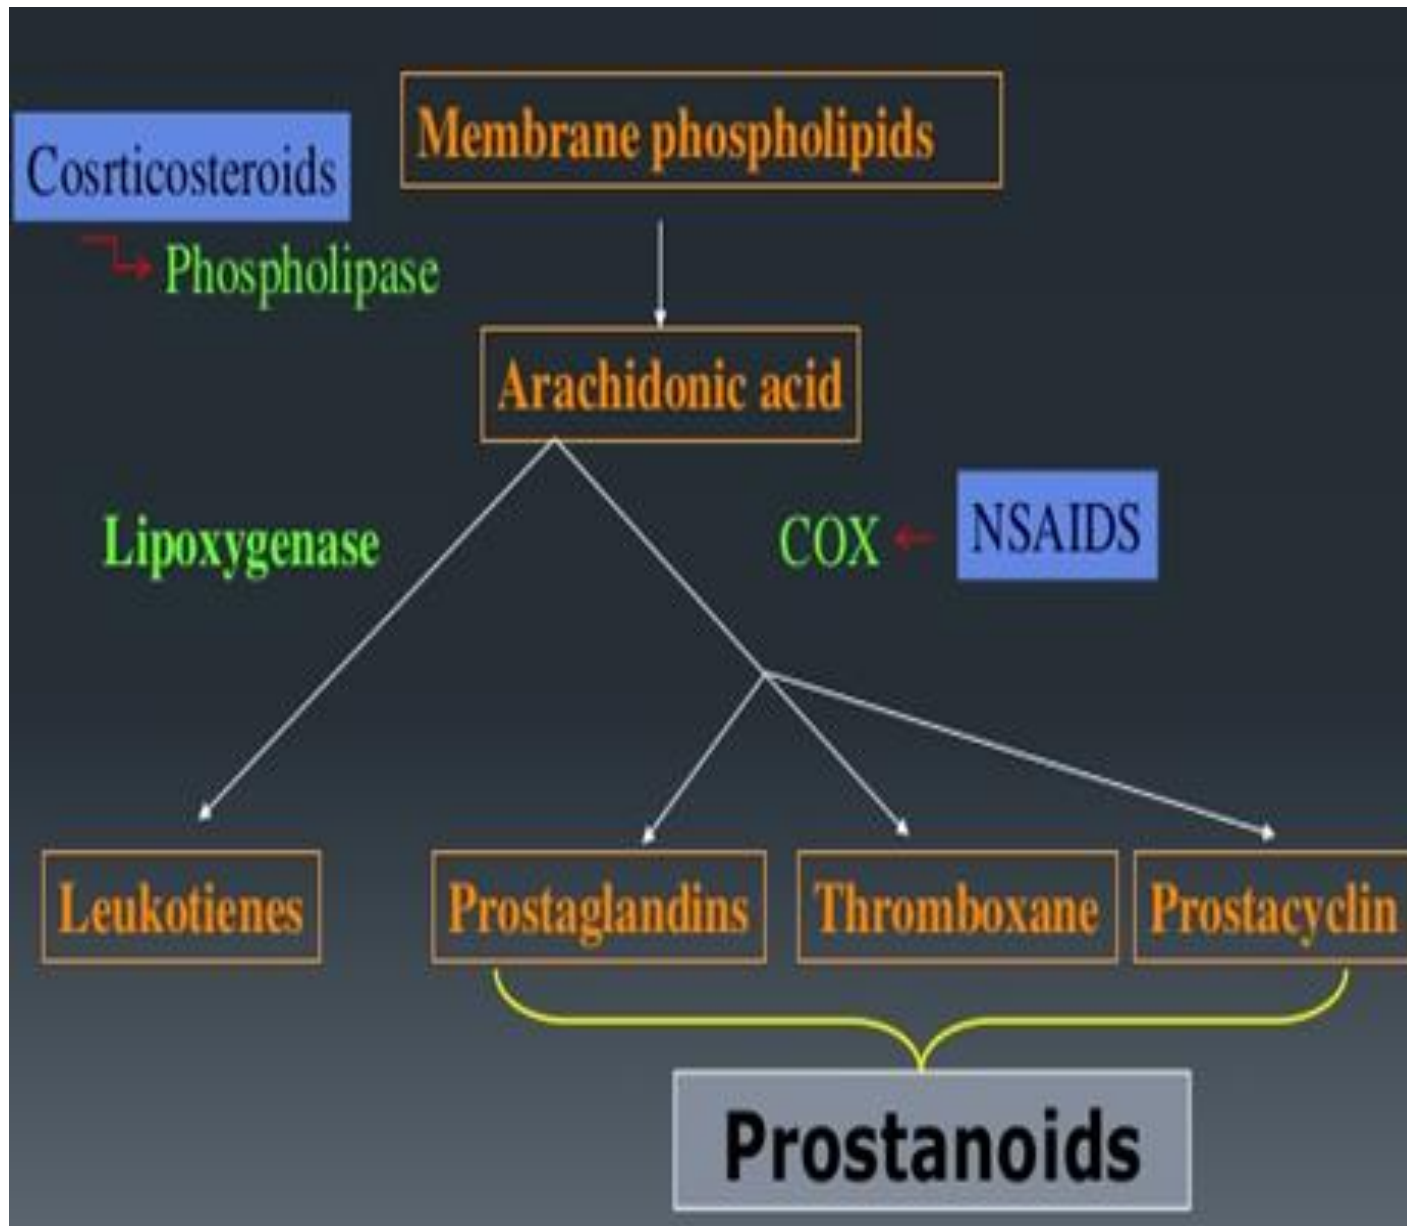 Membrane phospholipids
Cosrticosteroids
Phospholipase
Arachidonic acid
Lipoxygenase
COX
NSAIDS
Leukotienes
Prostaglandins
Thromboxane
Prostacyclin
Prostanoids